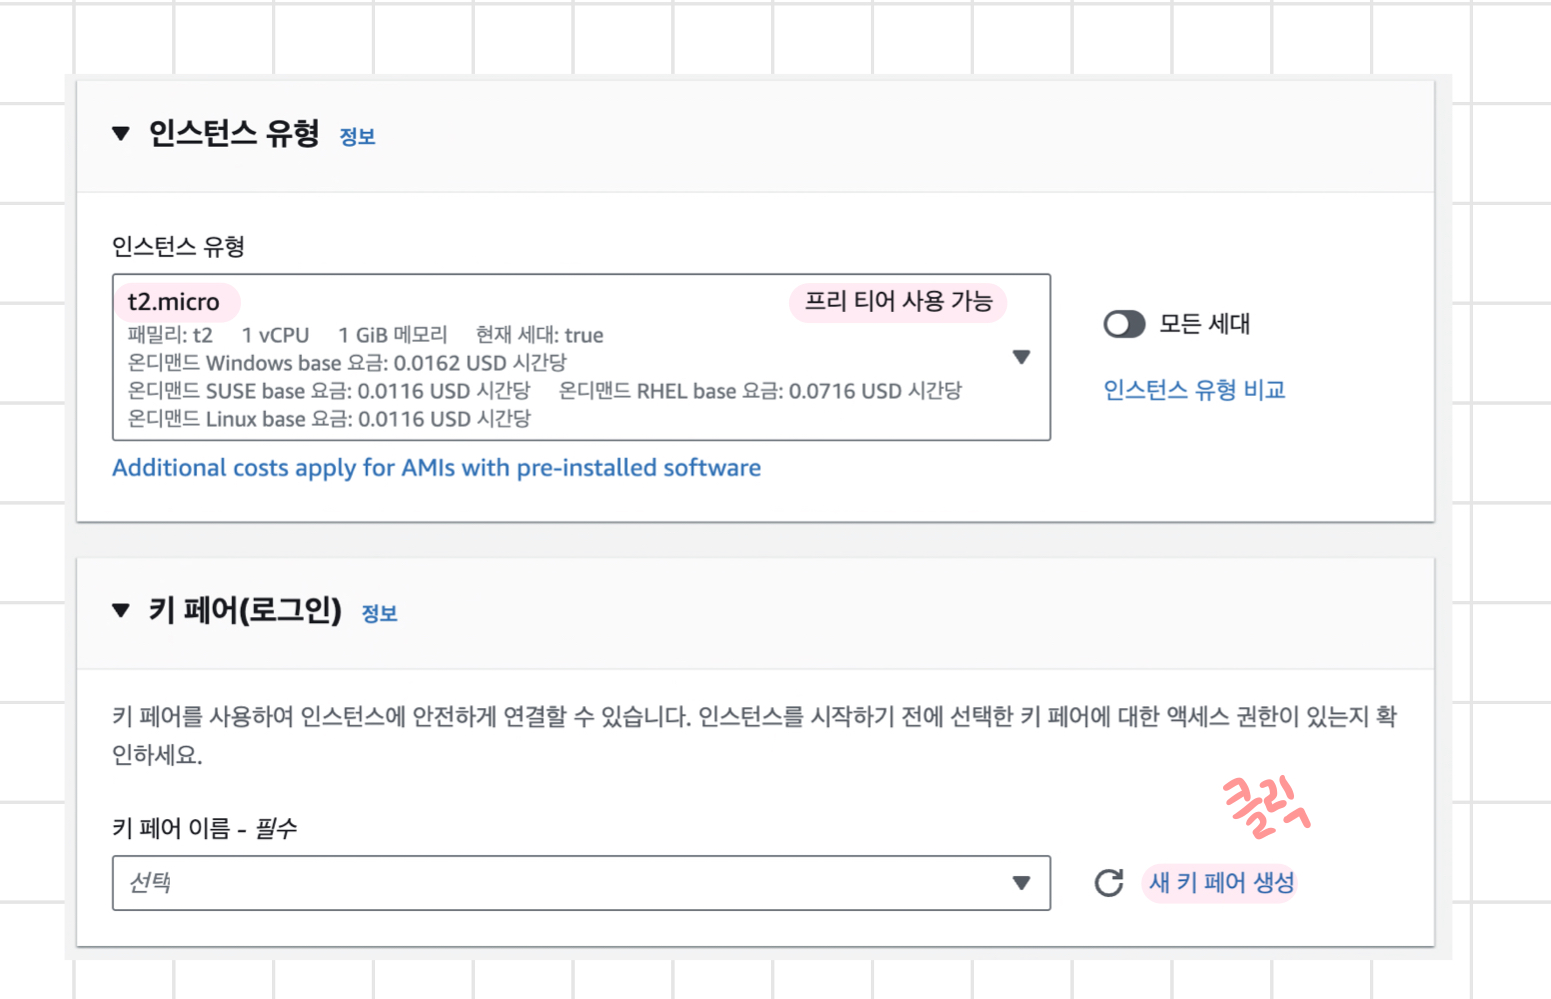 인스턴스 유형 정보
인스턴스 유형
t2.micro 프리 티어 사용 가능
패밀리: t2 1 vCPU 1 GiB 메모리 현재 세대: true
온디맨드 Windows base 요금: 0.0162 USD 시간당
온디맨드 SUSE base 요금: 0.0116 USD 시간당 온디맨드 RHEL base 요금: 0.0716 USD 시간당
온디맨드 Linux base 요금: 0.0116 USD 시간당
모든 세대
인스턴스 유형 비교
Additional costs apply for AMIs with pre-installed software
키 페어(로그인) 정보
키 페어를 사용하여 인스턴스에 안전하게 연결할 수 있습니다. 인스턴스를 시작하기 전에 선택한 키 페어에 대한 액세스 권한이 있는지 확
인하세요.
클릭
키 페어 이름 - 필수
선택
새 키 페어 생성